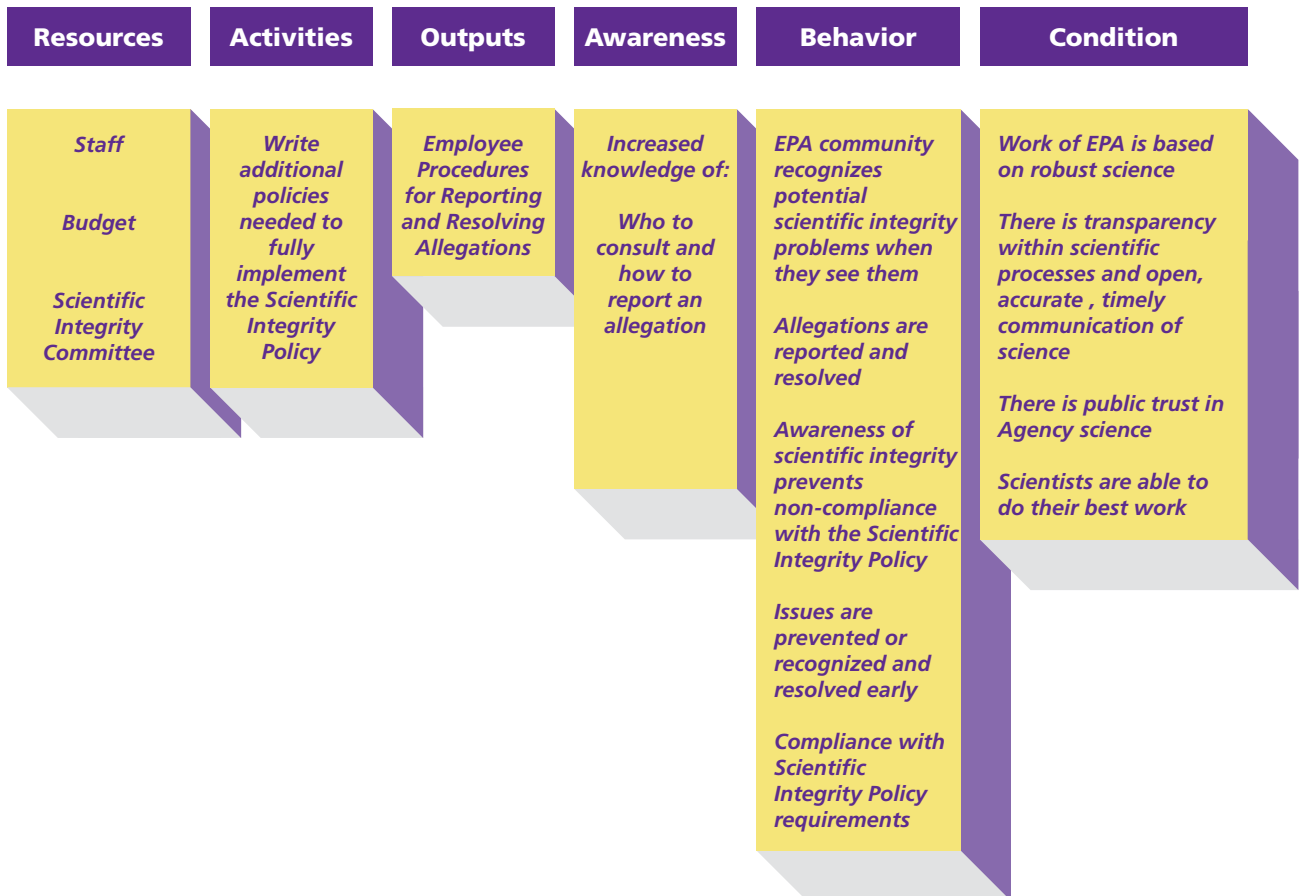 Resources
Activities
Outputs
Awareness
Behavior
Condition
Staff
Budget
Scientific
Integrity
Committee
Write
additional
policies
needed to
fully
implement
the Scientific
Integrity
Policy
Employee
Procedures
for Reporting
and Resolving
Allegations
Increased
knowledge of:
Who to
consult and
how to
report an
allegation
EPA community
recognizes
potential
scientific integrity
problems when
they see them
Allegations are
reported and
resolved
Awareness of
scientific integrity
prevents
non-compliance
with the Scientific
Integrity Policy
Issues are
prevented or
recognized and
resolved early
Compliance with
Scientific
Integrity Policy
requirements
Work of EPA is based
on robust science
There is transparency
within scientific
processes and open,
accurate , timely
communication of
science
There is public trust in
Agency science
Scientists are able to
do their best work